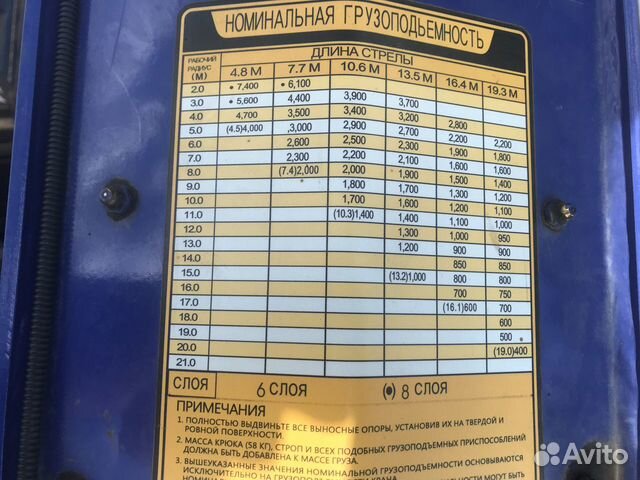 НОМИНАЛЬНАЯ ГРУЗОПОДЬЕМНОСТЬ
ДЛИНА СТРЕЛЫ
РАБОЧИЙ РАДИУС (М) 4.8 М 7.7 М 10.6 М 13.5 М 16.4 М 19.3 М
2.0 •7,400 •6,100
3.0 •5,600 4,400 3,900 3,700
4.0 4,700 3,500 3,400 3,200 2,800
5.0 (4.5)4,000 3,000 2,900 2,700 2,200 2,200
6.0 2,600 2,500 2,300 1,900 1,800
7.0 2,300 2,200 2,100 1,600 1,600
8.0 (7.4)2,000 2,000 1,900 1,500 1,400
9.0 1,800 1,700 1,300 1,200
10.0 1,700 1,600 1,200 1,100
11.0 (10.3)1,400 1,400 1,100 1,000
12.0 1,300 1,000 950
13.0 1,200 900 900
14.0 850 850
15.0 (13.2)1,000 800 800
16.0 700 750
17.0 (16.1)600 700
18.0 600
19.0 500
20.0 (19.0)400
21.0
СЛОЯ 6 СЛОЯ (•) 8 СЛОЯ
ПРИМЕЧАНИЯ
1. ПОЛНОСТЬЮ ВЫДВИНЬТЕ ВСЕ ВЫНОСНЫЕ ОПОРЫ, УСТАНОВИВ ИХ НА ТВЕРДОЙ И
РОВНОЙ ПОВЕРХНОСТИ.
2. МАССА КРЮКА (58 КГ), СТРОП И ВСЕХ ПОДОБНЫХ ГРУЗОПОДЪЕМНЫХ ПРИСПОСОБЛЕНИЙ
ДОЛЖНА БЫТЬ ДОБАВЛЕНА К МАССЕ ГРУЗА.
3. ВЫШЕУКАЗАННЫЕ ЗНАЧЕНИЯ НОМИНАЛЬНОЙ ГРУЗОПОДЪЕМНОСТИ ОСНОВЫВАЮТСЯ
ИСКЛЮЧИТЕЛЬНО НА КРАНА.
МОГУТ БЫТЬ
Avito